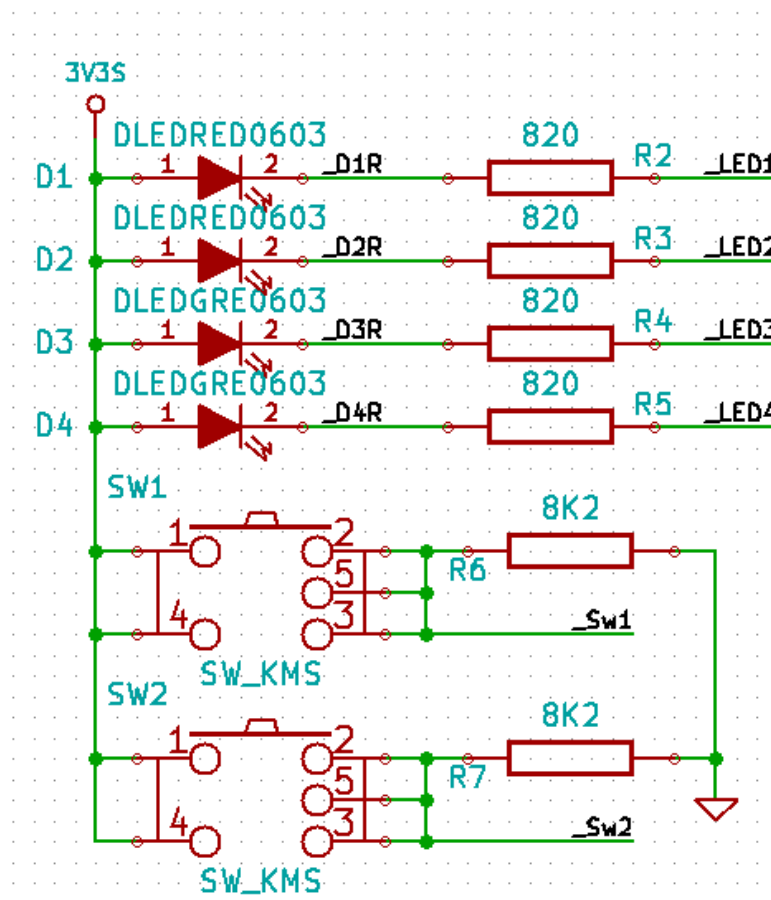 3V3S
DLEDRED0603 820
D1 1 2 _D1R R2 _LED1
DLEDRED0603 820
D2 1 2 _D2R R3 _LED2
DLEDGRE0603 820
D3 1 2 _D3R R4 _LED3
DLEDGRE0603 820
D4 1 2 _D4R R5 _LED4
SW1
8K2
1 2
5 R6
4 3 _Sw1
SW_KMS
SW2
8K2
1 2
5 R7
4 3 _Sw2
SW_KMS